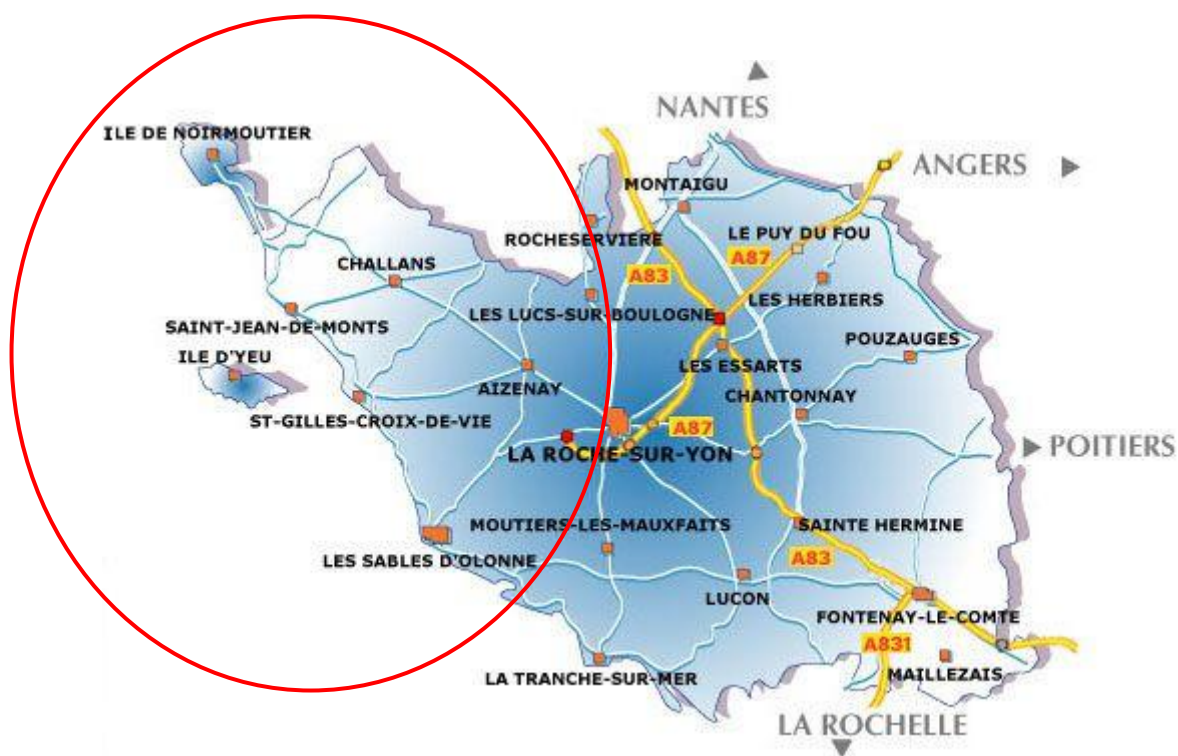 NANTES
ILE DE NOIRMOUTIER
ANGERS
MONTAIGU
LE PUY DU FOU
ROCHESERVIERE
A87
CHALLANS
A83
LES HERBIERS
LES LUCS-SUR-BOULOGNE
SAINT-JEAN-DE-MONTS
POUZAUGES
ILE D'YEU
LES ESSARTS
AIZENAY
CHANTONNAY
ST-GILLES-CROIX-DE-VIE
A87
POITIERS
LA ROCHE-SUR-YON
MOUTIERS-LES-MAUXFAITS
SAINTE HERMINE
LES SABLES D'OLONNE
A83
LUCON
FONTENAY-LE-COMTE
A831
MAILLEZAIS
LA TRANCHE-SUR-MER
LA ROCHELLE